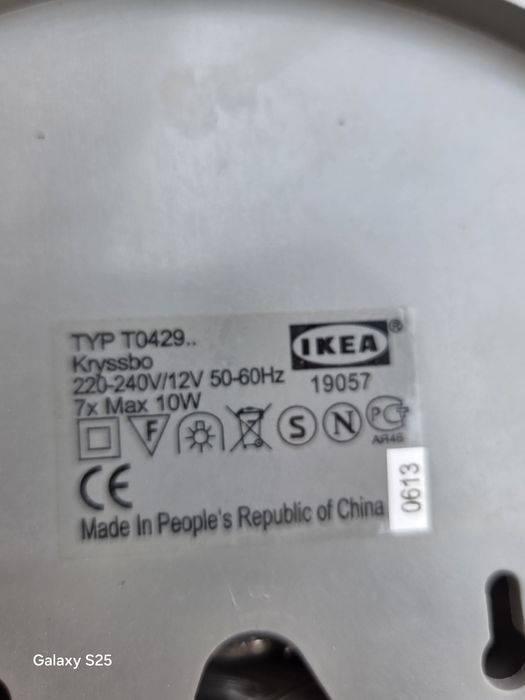 TYP T0429..
Kryssbo
220-240V/12V 50-60Hz
7x Max 10W
IKEA®
19057
F
S
N
PCT
AR46
CE
0613
Made In People's Republic of China
Galaxy S25